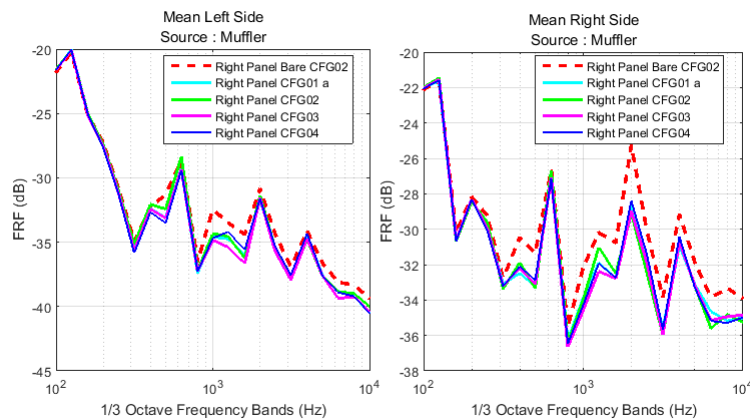 Mean Left Side
Source : Muffler
-20
-25
-30
-35
-40
-45
FRF (dB)
Right Panel Bare CFG02
Right Panel CFG01 a
Right Panel CFG02
Right Panel CFG03
Right Panel CFG04
10^2
10^3
10^4
1/3 Octave Frequency Bands (Hz)
Mean Right Side
Source : Muffler
-20
-22
-24
-26
-28
-30
-32
-34
-36
-38
FRF (dB)
Right Panel Bare CFG02
Right Panel CFG01 a
Right Panel CFG02
Right Panel CFG03
Right Panel CFG04
10^2
10^3
10^4
1/3 Octave Frequency Bands (Hz)